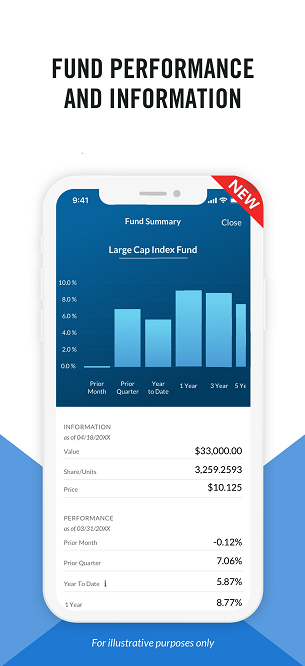 FUND PERFORMANCE
AND INFORMATION
NEW
9:41
Fund Summary
Close
Large Cap Index Fund
10.0 %
8.0 %
6.0 %
4.0 %
2.0 %
0.0 %
Prior Month
Prior Quarter
Year to Date
1 Year
3 Year
5 Ye
INFORMATION
as of 04/18/20XX
Value $33,000.00
Share/Units 3,259.2593
Price $10.125
PERFORMANCE
as of 03/31/20XX
Prior Month -0.12%
Prior Quarter 7.06%
Year To Date i 5.87%
1 Year 8.77%
For illustrative purposes only